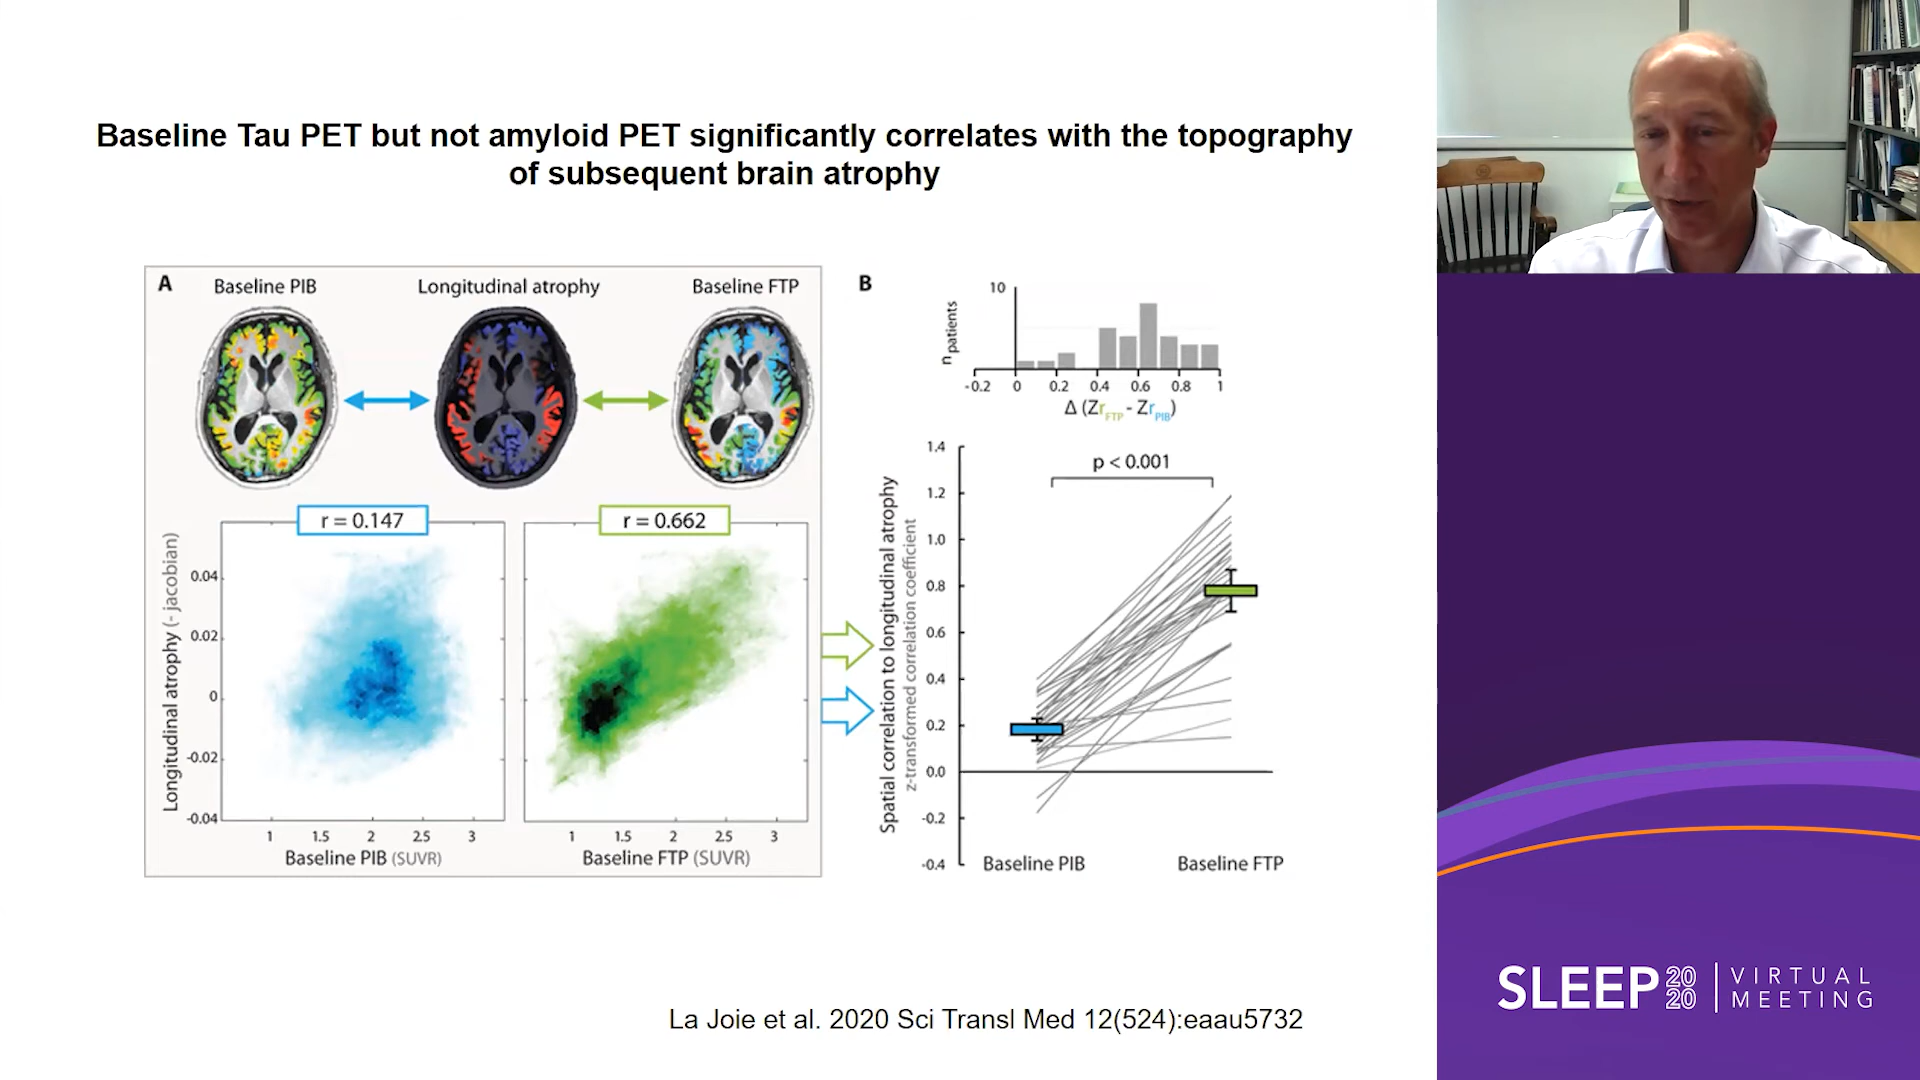 Baseline Tau PET but not amyloid PET significantly correlates with the topography
of subsequent brain atrophy
A
Baseline PIB
Longitudinal atrophy
Baseline FTP
r = 0.147
r = 0.662
Longitudinal atrophy (- jacobian)
0.04
0.02
0
-0.02
-0.04
1 1.5 2 2.5 3
Baseline PIB (SUVR)
1 1.5 2 2.5 3
Baseline FTP (SUVR)
B
10
n patients
-0.2 0 0.2 0.4 0.6 0.8 1
Δ (ZrFTP - ZrPIB)
Spatial correlation to longitudinal atrophy
z-transformed correlation coefficient
1.4
1.2
1.0
0.8
0.6
0.4
0.2
0.0
-0.2
-0.4
p < 0.001
Baseline PIB
Baseline FTP
La Joie et al. 2020 Sci Transl Med 12(524):eaau5732
SLEEP 2020 | VIRTUAL
MEETING